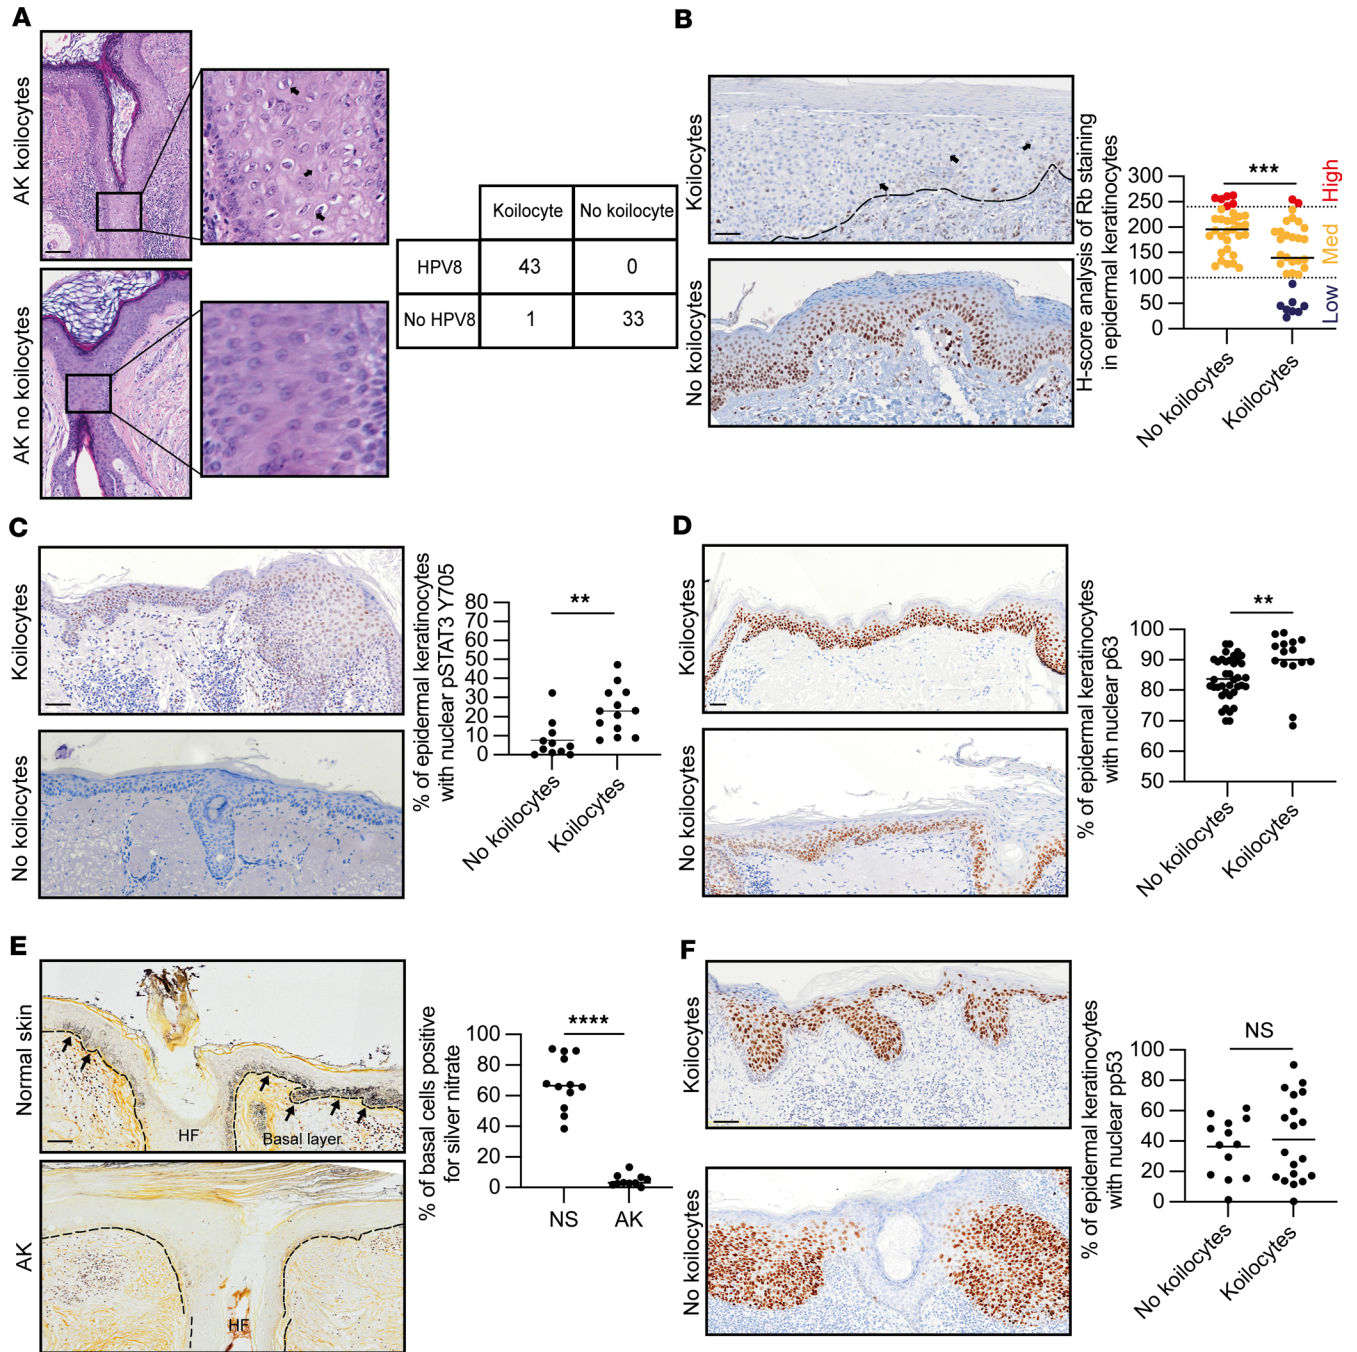 A
AK koilocytes
AK no koilocytes
Koilocyte
No koilocyte
HPV8
43
0
No HPV8
1
33
B
Koilocytes
No koilocytes
H-score analysis of Rb staining
in epidermal keratinocytes
***
300
250
200
150
100
50
0
High
Med
Low
No koilocytes
Koilocytes
C
Koilocytes
No koilocytes
% of epidermal keratinocytes
with nuclear pSTAT3 Y705
**
80
70
60
50
40
30
20
10
0
No koilocytes
Koilocytes
D
Koilocytes
No koilocytes
% of epidermal keratinocytes
with nuclear p63
**
100
90
80
70
60
50
No koilocytes
Koilocytes
E
Normal skin
HF
Basal layer
AK
HF
% of basal cells positive
for silver nitrate
****
100
80
60
40
20
0
NS
AK
F
Koilocytes
No koilocytes
% of epidermal keratinocytes
with nuclear pp53
NS
100
80
60
40
20
0
No koilocytes
Koilocytes